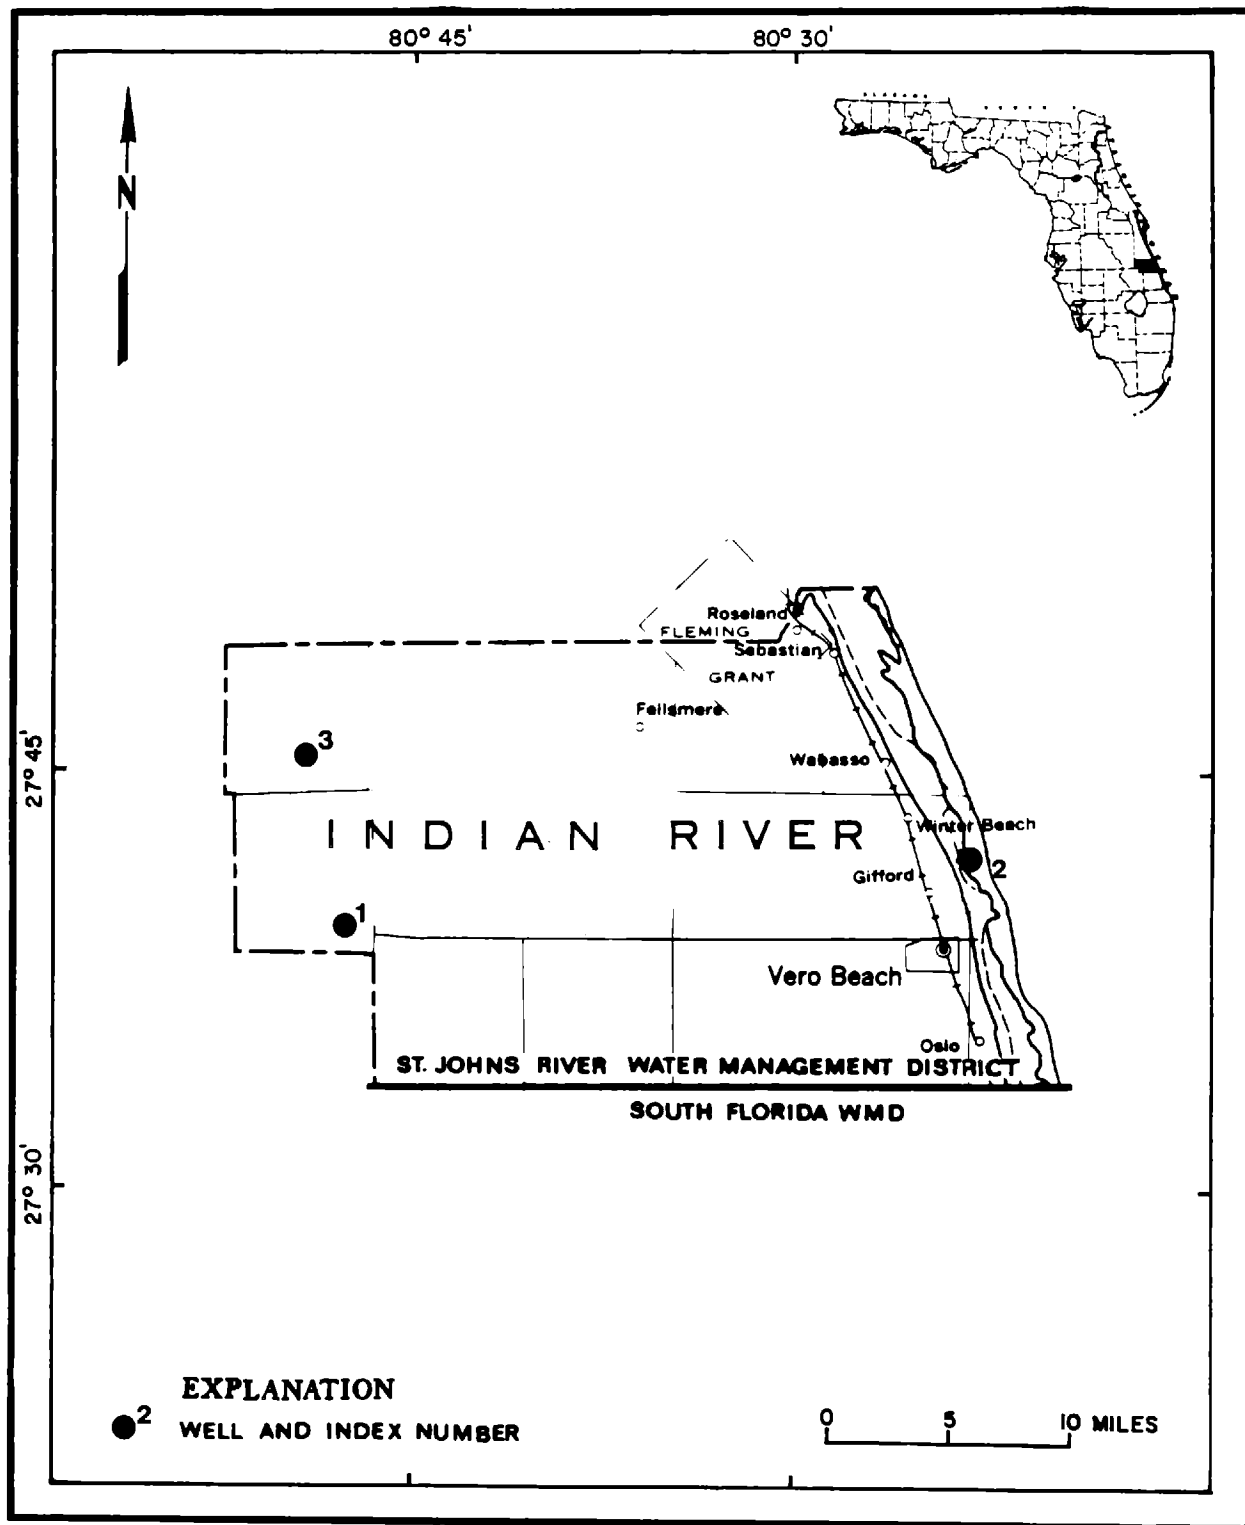 80° 45'
80° 30'
N
Roseland
FLEMING
Sebastian
GRANT
Fellsmere
3
27° 45'
Wabasso
INDIAN RIVER
Winter Beach
2
Gifford
1
Vero Beach
Oslo
ST. JOHNS RIVER WATER MANAGEMENT DISTRICT
SOUTH FLORIDA WMD
27° 30'
EXPLANATION
2 WELL AND INDEX NUMBER
0 5 10 MILES